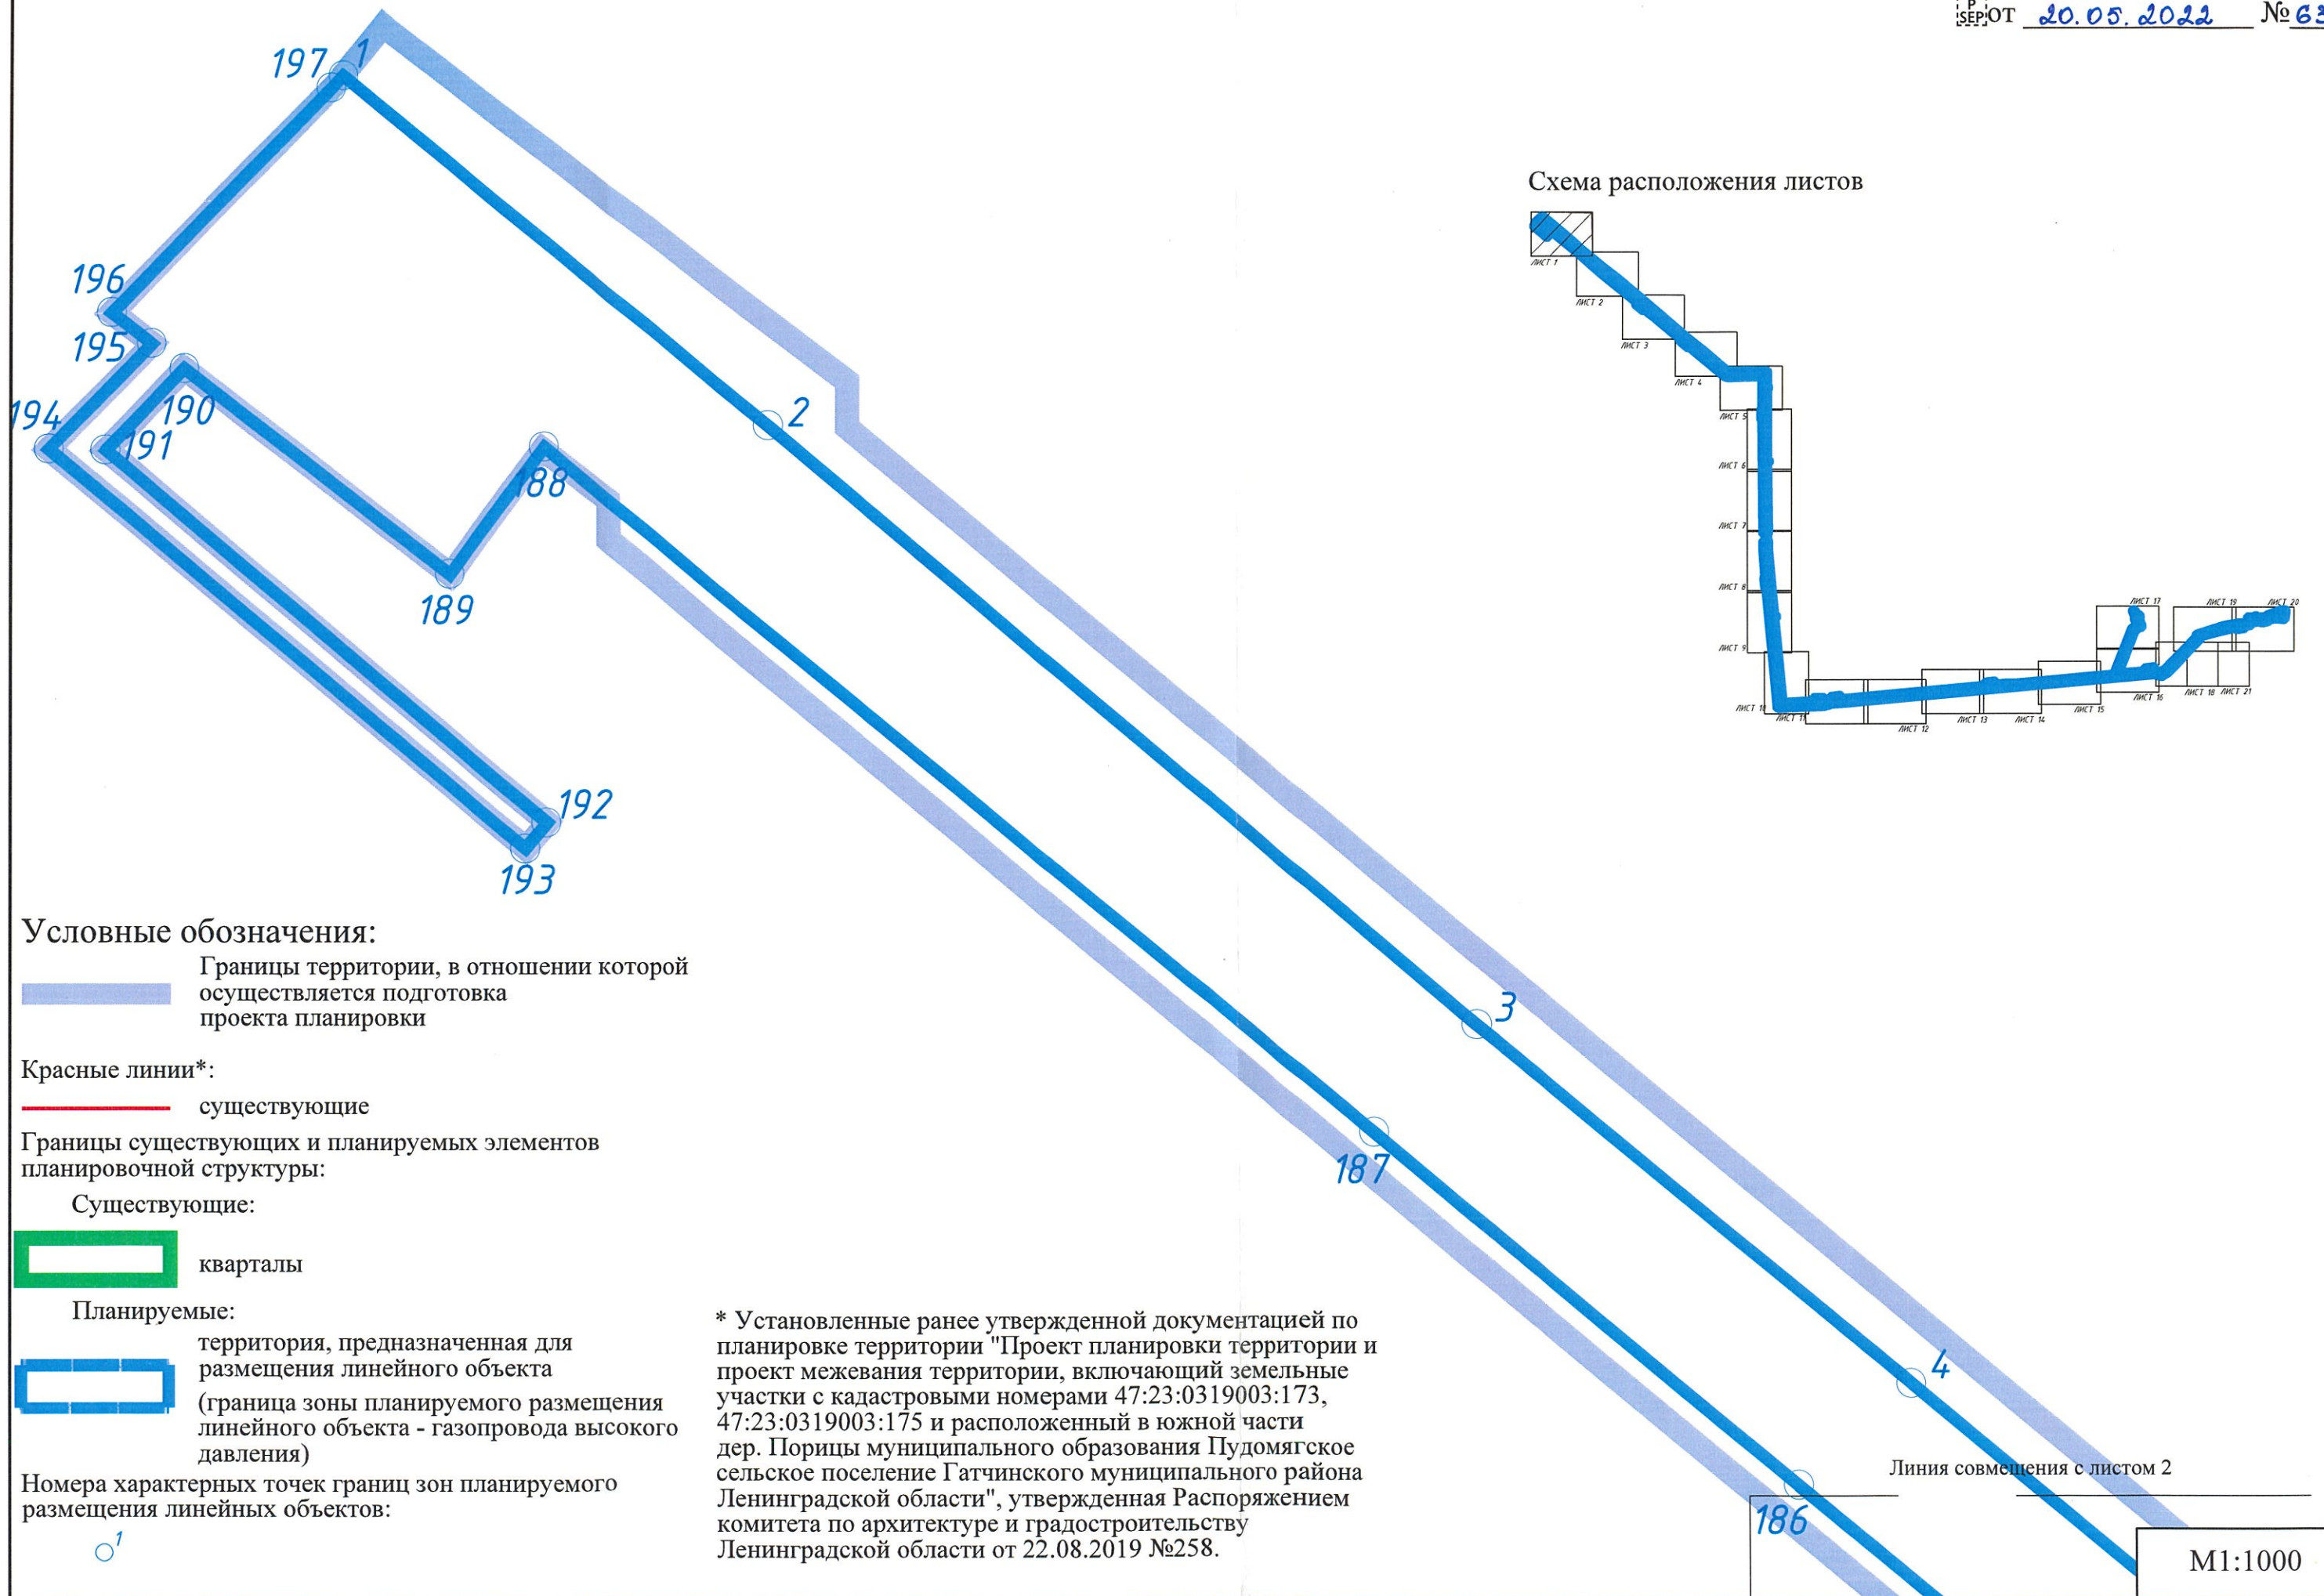 от 20.05.2022 № 63
197
1
196
195
194
190
191
188
189
2
192
193
3
187
4
186
Схема расположения листов
ЛИСТ 1
ЛИСТ 2
ЛИСТ 3
ЛИСТ 4
ЛИСТ 5
ЛИСТ 6
ЛИСТ 7
ЛИСТ 8
ЛИСТ 9
ЛИСТ 10
ЛИСТ 11
ЛИСТ 12
ЛИСТ 13
ЛИСТ 14
ЛИСТ 15
ЛИСТ 16
ЛИСТ 17
ЛИСТ 18
ЛИСТ 21
ЛИСТ 19
ЛИСТ 20
Условные обозначения:
Границы территории, в отношении которой
осуществляется подготовка
проекта планировки
Красные линии*:
существующие
Границы существующих и планируемых элементов
планировочной структуры:
Существующие:
кварталы
Планируемые:
территория, предназначенная для
размещения линейного объекта
(граница зоны планируемого размещения
линейного объекта - газопровода высокого
давления)
Номера характерных точек границ зон планируемого
размещения линейных объектов:
1
* Установленные ранее утвержденной документацией по
планировке территории "Проект планировки территории и
проект межевания территории, включающий земельные
участки с кадастровыми номерами 47:23:0319003:173,
47:23:0319003:175 и расположенный в южной части
дер. Порицы муниципального образования Пудомягское
сельское поселение Гатчинского муниципального района
Ленинградской области", утвержденная Распоряжением
комитета по архитектуре и градостроительству
Ленинградской области от 22.08.2019 №258.
Линия совмещения с листом 2
М1:1000